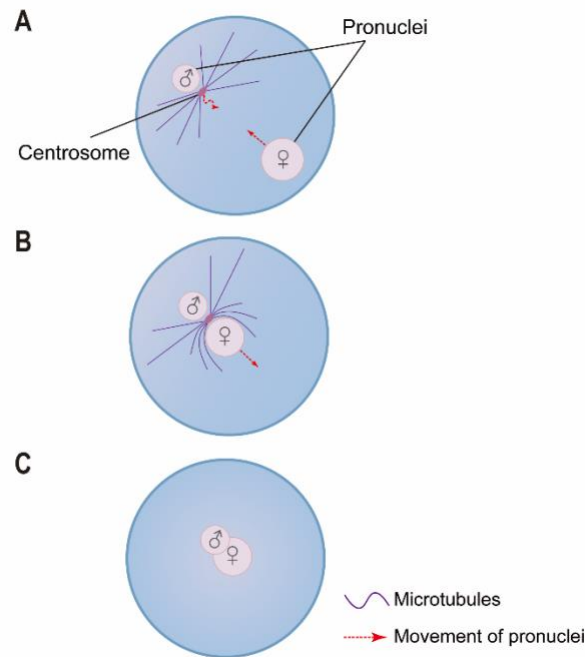 A
Pronuclei
♂
Centrosome
♀
B
♂
♀
C
♂
♀
Microtubules
Movement of pronuclei